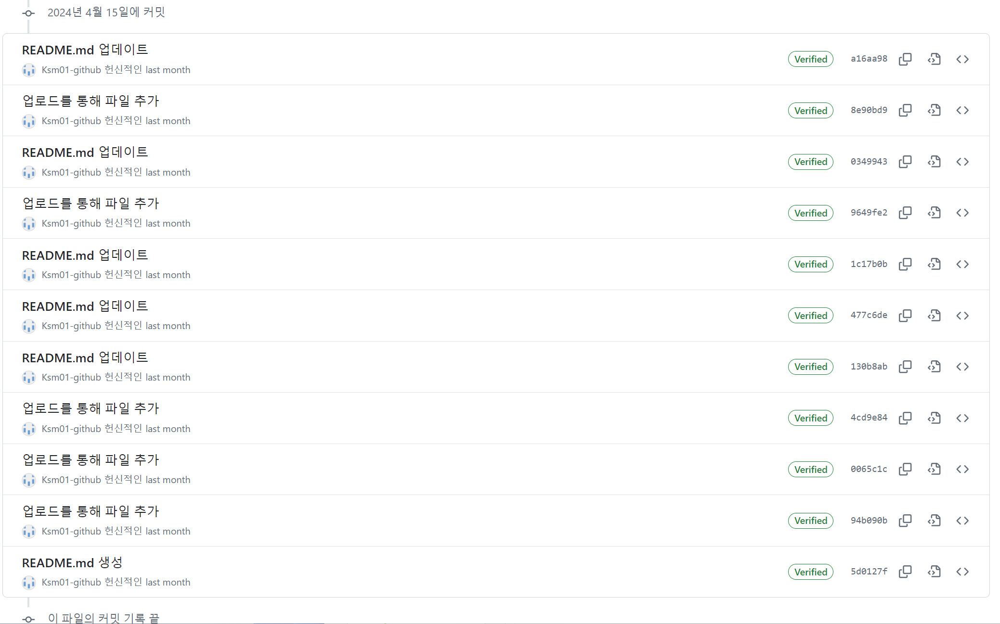 2024년 4월 15일에 커밋
README.md 업데이트
Ksm01-github 헌신적인 last month
Verified
a16aa98
업로드를 통해 파일 추가
Ksm01-github 헌신적인 last month
Verified
8e90bd9
README.md 업데이트
Ksm01-github 헌신적인 last month
Verified
0349943
업로드를 통해 파일 추가
Ksm01-github 헌신적인 last month
Verified
9649fe2
README.md 업데이트
Ksm01-github 헌신적인 last month
Verified
1c17b0b
README.md 업데이트
Ksm01-github 헌신적인 last month
Verified
477c6de
README.md 업데이트
Ksm01-github 헌신적인 last month
Verified
130b8ab
업로드를 통해 파일 추가
Ksm01-github 헌신적인 last month
Verified
4cd9e84
업로드를 통해 파일 추가
Ksm01-github 헌신적인 last month
Verified
0065c1c
업로드를 통해 파일 추가
Ksm01-github 헌신적인 last month
Verified
94b090b
README.md 생성
Ksm01-github 헌신적인 last month
Verified
5d0127f
이 파일의 커밋 기록 끝